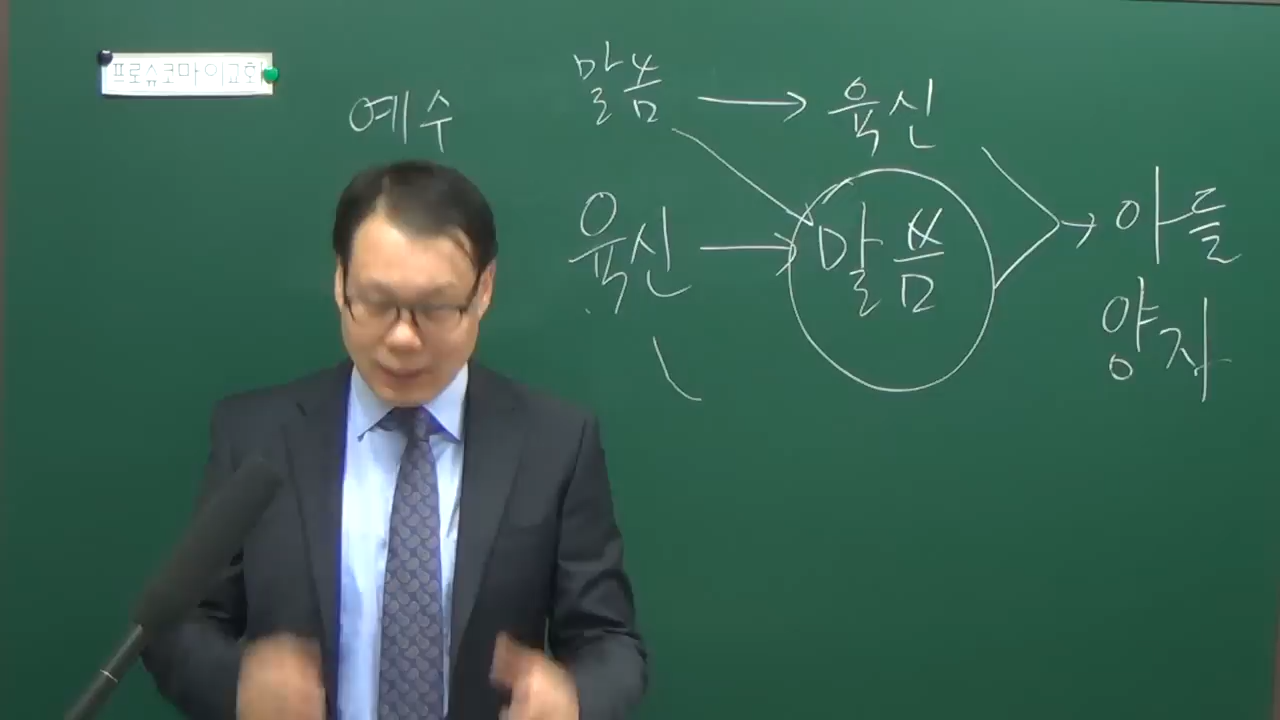 프로슈코마이교회
예수 말씀 → 육신
육신 → 말씀 → 아들
양자